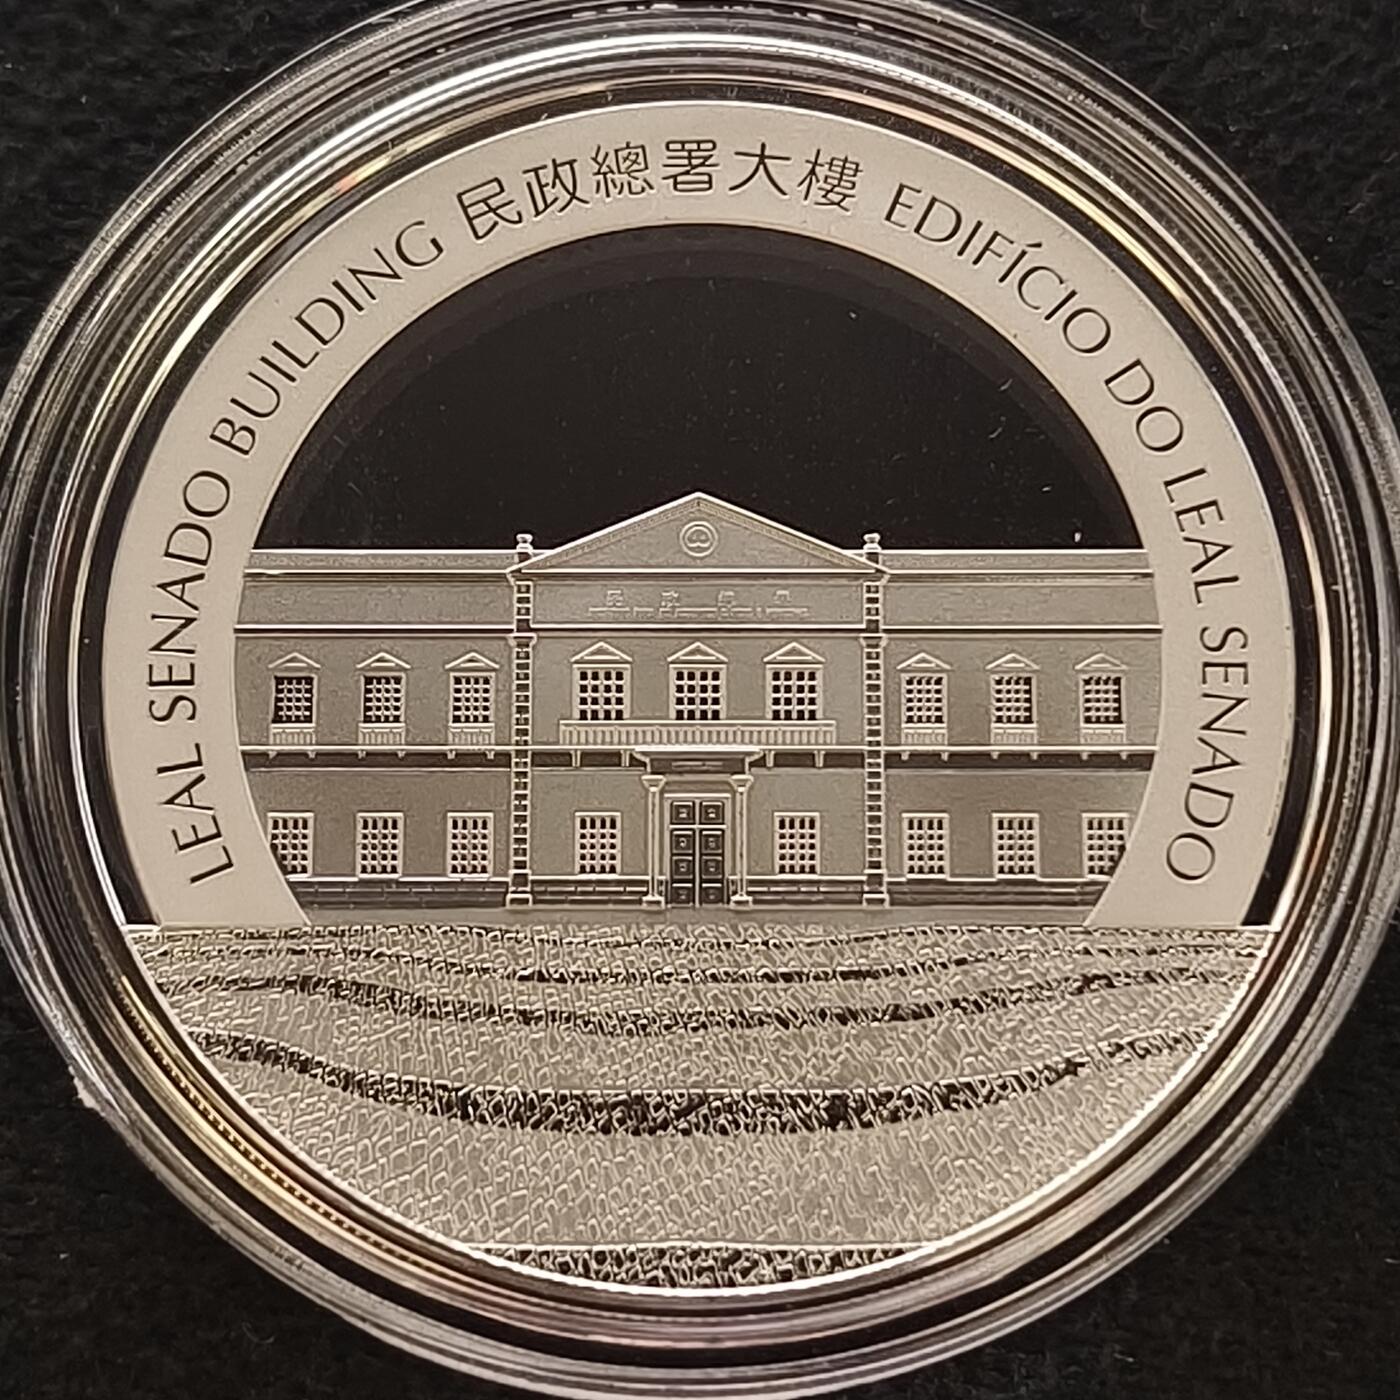 LEAL SENADO BUILDING 民政總署大樓 EDIFÍCIO DO LEAL SENADO